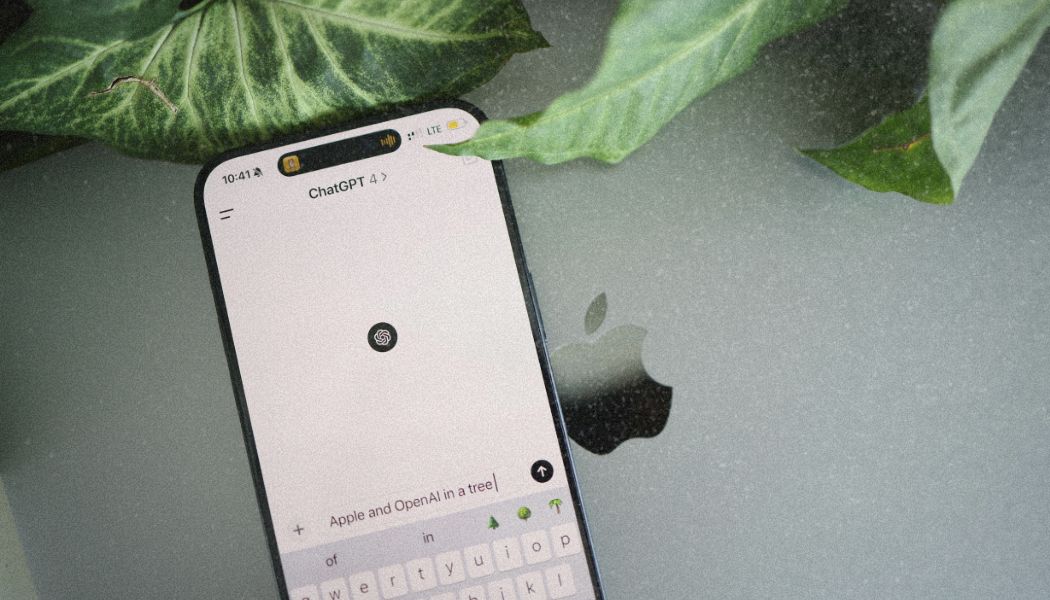 10:41 LTE
ChatGPT 4 >
+ Apple and OpenAI in a tree
of in
w e r t y u i o p
h j k l